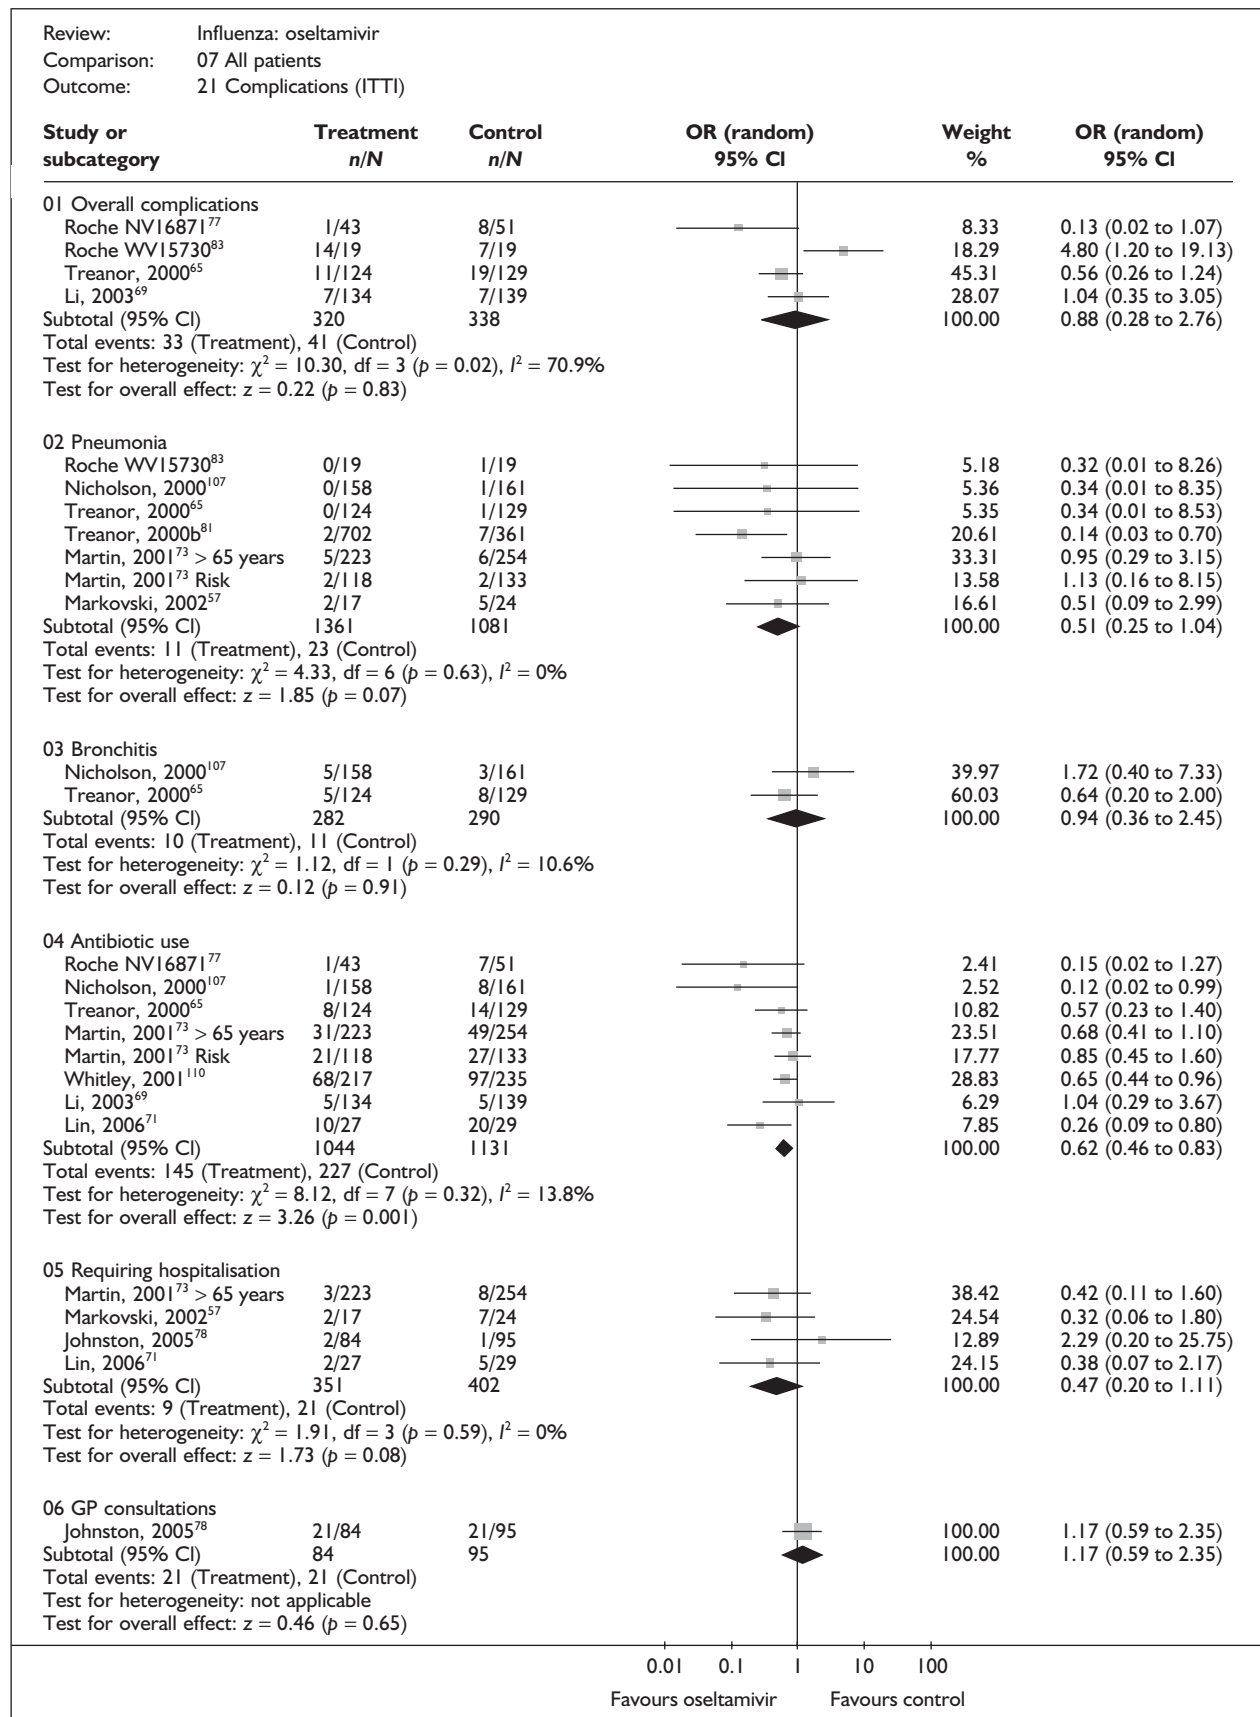 Review: Influenza: oseltamivir
Comparison: 07 All patients
Outcome: 21 Complications (ITTI)
Study or Treatment Control OR (random) Weight OR (random)
subcategory n/N n/N 95% CI % 95% CI
01 Overall complications
Roche NV16871⁷⁷ 1/43 8/51 8.33 0.13 (0.02 to 1.07)
Roche WV15730⁸³ 14/19 7/19 18.29 4.80 (1.20 to 19.13)
Treanor, 2000⁶⁵ 11/124 19/129 45.31 0.56 (0.26 to 1.24)
Li, 2003⁶⁹ 7/134 7/139 28.07 1.04 (0.35 to 3.05)
Subtotal (95% CI) 320 338 100.00 0.88 (0.28 to 2.76)
Total events: 33 (Treatment), 41 (Control)
Test for heterogeneity: χ² = 10.30, df = 3 (p = 0.02), I² = 70.9%
Test for overall effect: z = 0.22 (p = 0.83)
02 Pneumonia
Roche WV15730⁸³ 0/19 1/19 5.18 0.32 (0.01 to 8.26)
Nicholson, 2000¹⁰⁷ 0/158 1/161 5.36 0.34 (0.01 to 8.35)
Treanor, 2000⁶⁵ 0/124 1/129 5.35 0.34 (0.01 to 8.53)
Treanor, 2000b⁸¹ 2/702 7/361 20.61 0.14 (0.03 to 0.70)
Martin, 2001⁷³ > 65 years 5/223 6/254 33.31 0.95 (0.29 to 3.15)
Martin, 2001⁷³ Risk 2/118 2/133 13.58 1.13 (0.16 to 8.15)
Markovski, 2002⁵⁷ 2/17 5/24 16.61 0.51 (0.09 to 2.99)
Subtotal (95% CI) 1361 1081 100.00 0.51 (0.25 to 1.04)
Total events: 11 (Treatment), 23 (Control)
Test for heterogeneity: χ² = 4.33, df = 6 (p = 0.63), I² = 0%
Test for overall effect: z = 1.85 (p = 0.07)
03 Bronchitis
Nicholson, 2000¹⁰⁷ 5/158 3/161 39.97 1.72 (0.40 to 7.33)
Treanor, 2000⁶⁵ 5/124 8/129 60.03 0.64 (0.20 to 2.00)
Subtotal (95% CI) 282 290 100.00 0.94 (0.36 to 2.45)
Total events: 10 (Treatment), 11 (Control)
Test for heterogeneity: χ² = 1.12, df = 1 (p = 0.29), I² = 10.6%
Test for overall effect: z = 0.12 (p = 0.91)
04 Antibiotic use
Roche NV16871⁷⁷ 1/43 7/51 2.41 0.15 (0.02 to 1.27)
Nicholson, 2000¹⁰⁷ 1/158 8/161 2.52 0.12 (0.02 to 0.99)
Treanor, 2000⁶⁵ 8/124 14/129 10.82 0.57 (0.23 to 1.40)
Martin, 2001⁷³ > 65 years 31/223 49/254 23.51 0.68 (0.41 to 1.10)
Martin, 2001⁷³ Risk 21/118 27/133 17.77 0.85 (0.45 to 1.60)
Whitley, 2001¹¹⁰ 68/217 97/235 28.83 0.65 (0.44 to 0.96)
Li, 2003⁶⁹ 5/134 5/139 6.29 1.04 (0.29 to 3.67)
Lin, 2006⁷¹ 10/27 20/29 7.85 0.26 (0.09 to 0.80)
Subtotal (95% CI) 1044 1131 100.00 0.62 (0.46 to 0.83)
Total events: 145 (Treatment), 227 (Control)
Test for heterogeneity: χ² = 8.12, df = 7 (p = 0.32), I² = 13.8%
Test for overall effect: z = 3.26 (p = 0.001)
05 Requiring hospitalisation
Martin, 2001⁷³ > 65 years 3/223 8/254 38.42 0.42 (0.11 to 1.60)
Markovski, 2002⁵⁷ 2/17 7/24 24.54 0.32 (0.06 to 1.80)
Johnston, 2005⁷⁸ 2/84 1/95 12.89 2.29 (0.20 to 25.75)
Lin, 2006⁷¹ 2/27 5/29 24.15 0.38 (0.07 to 2.17)
Subtotal (95% CI) 351 402 100.00 0.47 (0.20 to 1.11)
Total events: 9 (Treatment), 21 (Control)
Test for heterogeneity: χ² = 1.91, df = 3 (p = 0.59), I² = 0%
Test for overall effect: z = 1.73 (p = 0.08)
06 GP consultations
Johnston, 2005⁷⁸ 21/84 21/95 100.00 1.17 (0.59 to 2.35)
Subtotal (95% CI) 84 95 100.00 1.17 (0.59 to 2.35)
Total events: 21 (Treatment), 21 (Control)
Test for heterogeneity: not applicable
Test for overall effect: z = 0.46 (p = 0.65)
0.01 0.1 1 10 100
Favours oseltamivir Favours control